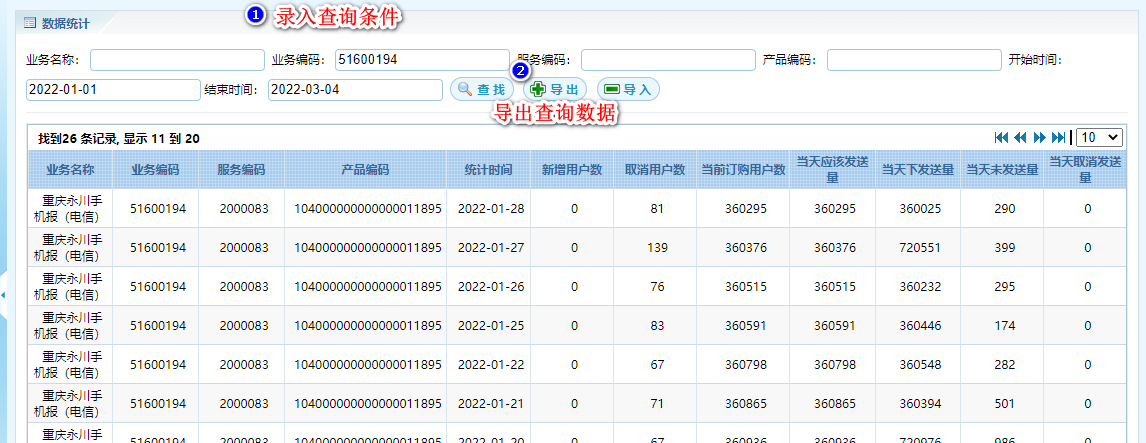 1 录入查询条件
数据统计
业务名称： 业务编码： 51600194 服务编码： 产品编码： 开始时间：
2
2022-01-01 结束时间： 2022-03-04 查 找 导 出 导 入
导出查询数据
找到26 条记录, 显示 11 到 20 10
业务名称 业务编码 服务编码 产品编码 统计时间 新增用户数 取消用户数 当前订购用户数 当天应该发送量 当天下发送量 当天未发送量 当天取消发送量
重庆永川手
机报（电信） 51600194 2000083 104000000000000011895 2022-01-28 0 81 360295 360295 360025 290 0
重庆永川手
机报（电信） 51600194 2000083 104000000000000011895 2022-01-27 0 139 360376 360376 720551 399 0
重庆永川手
机报（电信） 51600194 2000083 104000000000000011895 2022-01-26 0 76 360515 360515 360232 295 0
重庆永川手
机报（电信） 51600194 2000083 104000000000000011895 2022-01-25 0 83 360591 360591 360446 174 0
重庆永川手
机报（电信） 51600194 2000083 104000000000000011895 2022-01-22 0 67 360798 360798 360548 282 0
重庆永川手
机报（电信） 51600194 2000083 104000000000000011895 2022-01-21 0 71 360865 360865 360394 501 0
重庆永川手 51600194 2000083 104000000000000011895 2022-01-20 0 67 360936 360936 720976 986 0